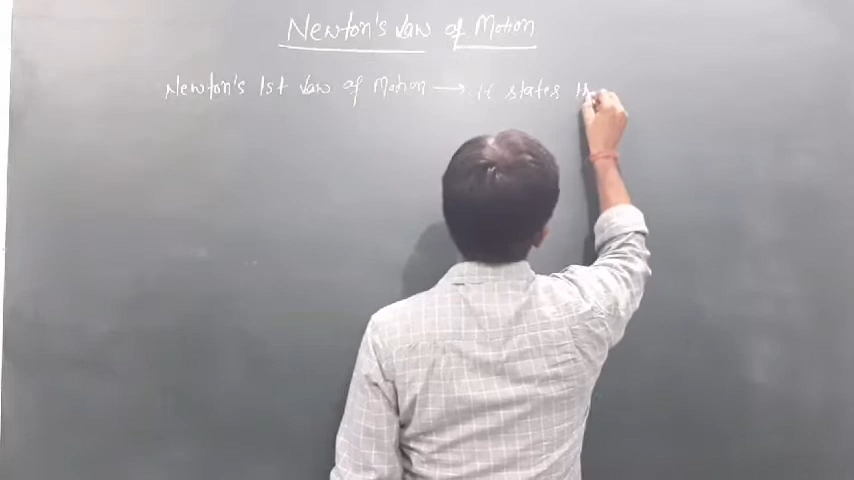 Newton's Law of Motion
Newton's 1st Law of Motion → it states